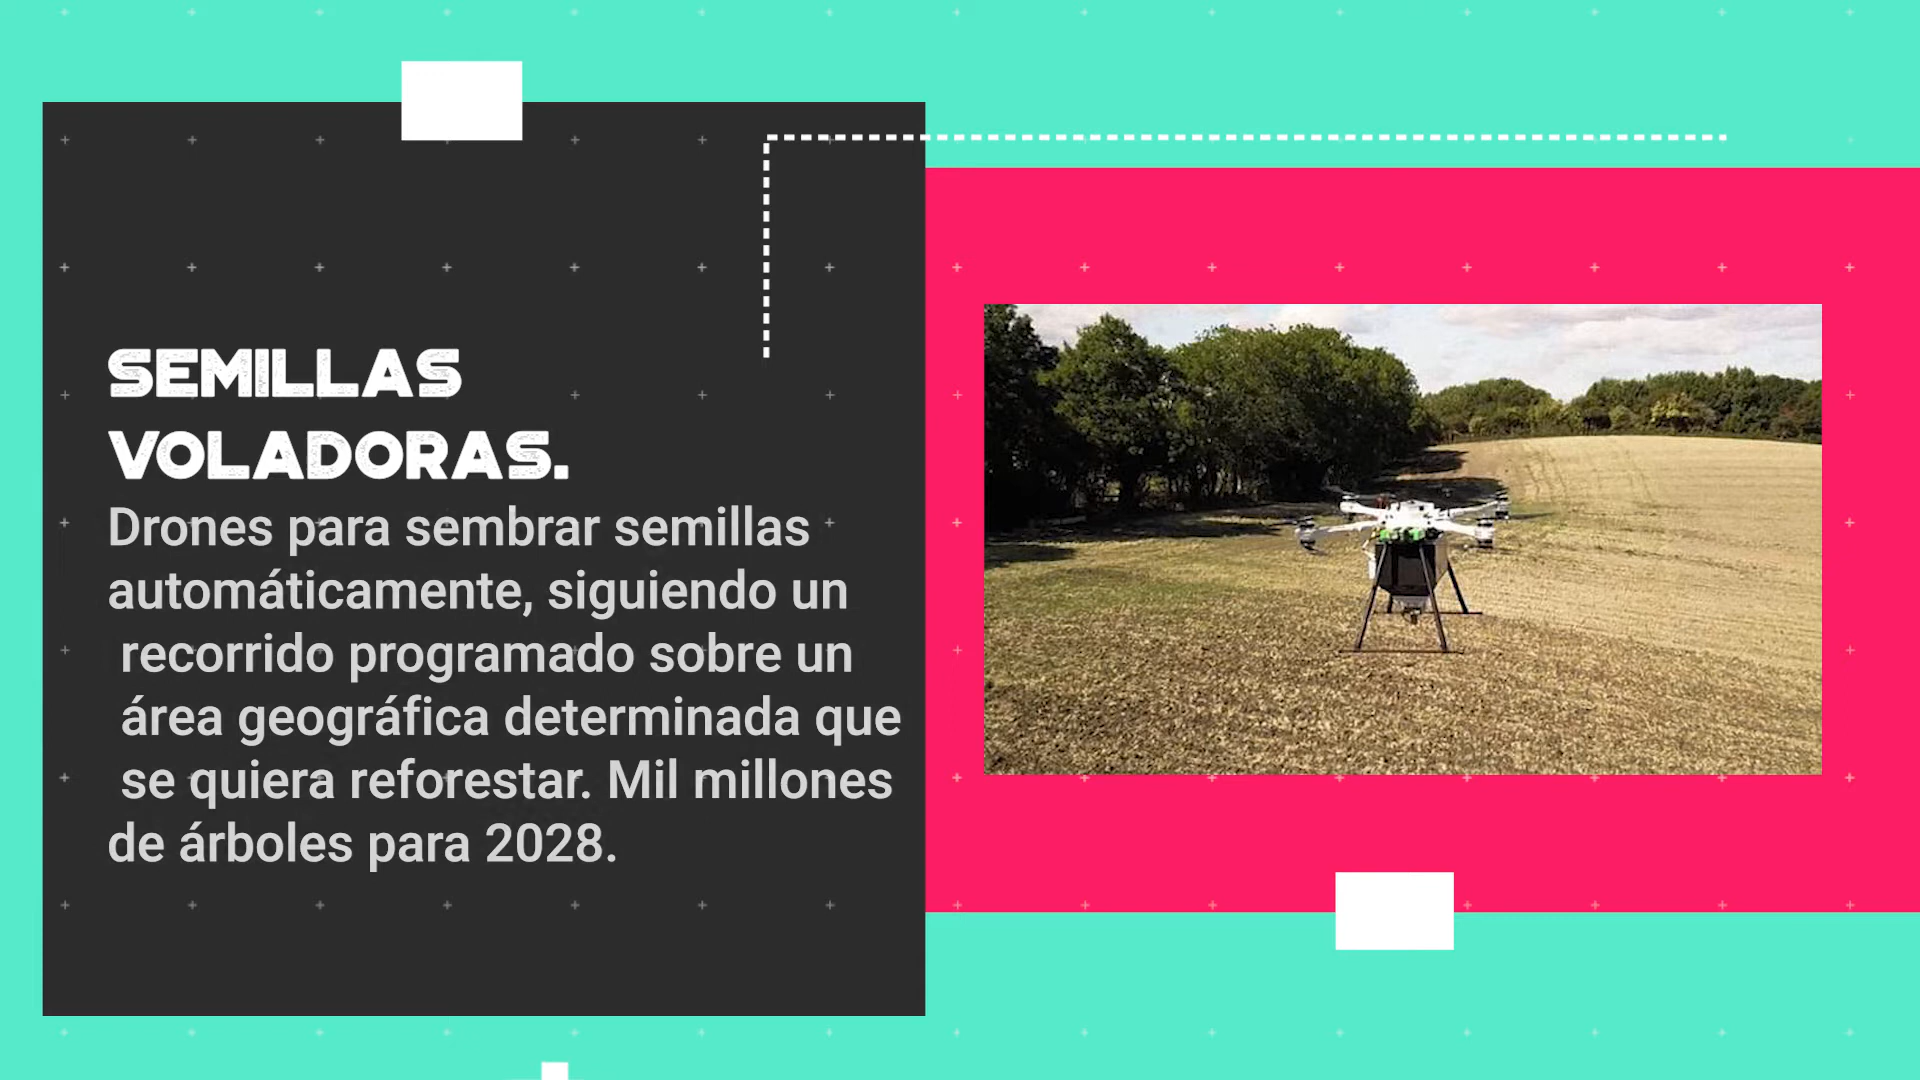 SEMILLAS
VOLADORAS.
Drones para sembrar semillas
automáticamente, siguiendo un
recorrido programado sobre un
área geográfica determinada que
se quiera reforestar. Mil millones
de árboles para 2028.